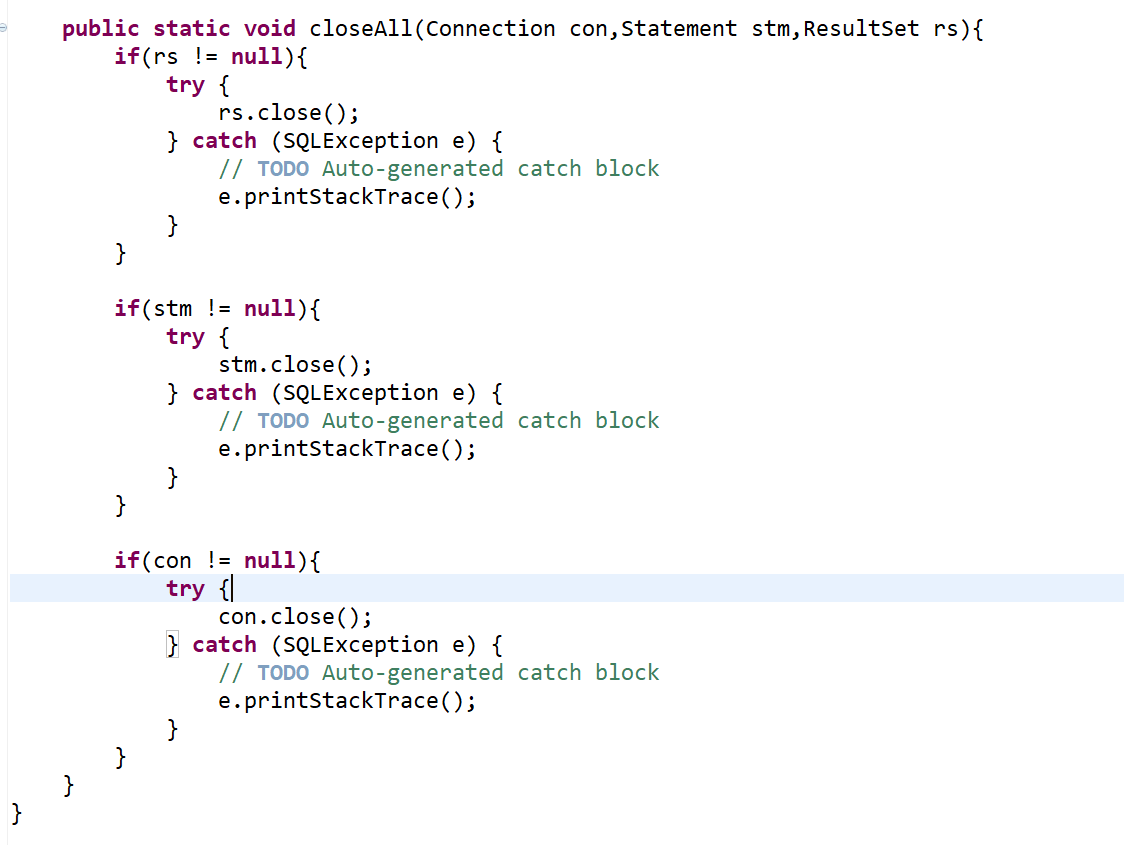 public static void closeAll(Connection con,Statement stm,ResultSet rs){
if(rs != null){
try {
rs.close();
} catch (SQLException e) {
// TODO Auto-generated catch block
e.printStackTrace();
}
}
if(stm != null){
try {
stm.close();
} catch (SQLException e) {
// TODO Auto-generated catch block
e.printStackTrace();
}
}
if(con != null){
try {
con.close();
} catch (SQLException e) {
// TODO Auto-generated catch block
e.printStackTrace();
}
}
}
}